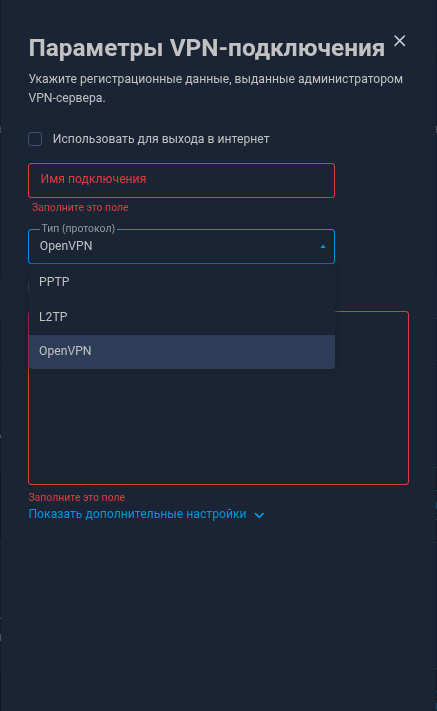 Параметры VPN-подключения
Укажите регистрационные данные, выданные администратором
VPN-сервера.
Использовать для выхода в интернет
Имя подключения
Заполните это поле
Тип (протокол)
OpenVPN
PPTP
L2TP
OpenVPN
Заполните это поле
Показать дополнительные настройки